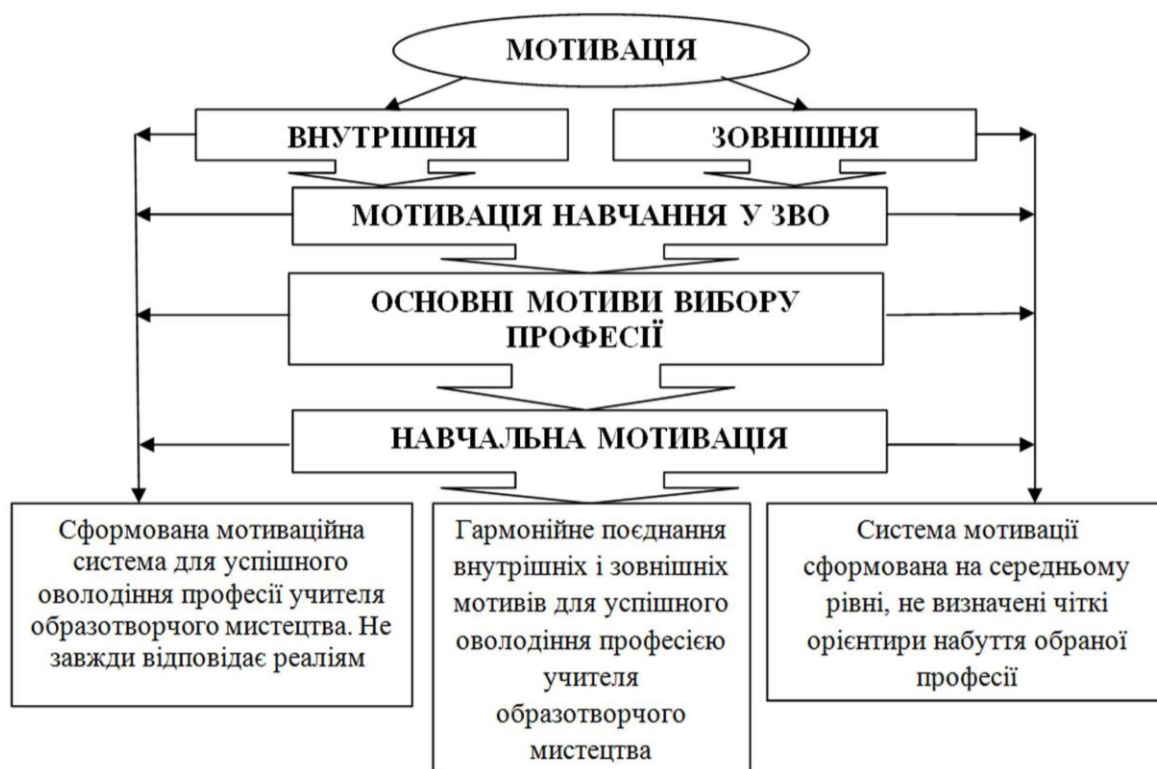 МОТИВАЦІЯ
ВНУТРІШНЯ
ЗОВНІШНЯ
МОТИВАЦІЯ НАВЧАННЯ У ЗВО
ОСНОВНІ МОТИВИ ВИБОРУ
ПРОФЕСІЇ
НАВЧАЛЬНА МОТИВАЦІЯ
Сформована мотиваційна
система для успішного
оволодіння професії учителя
образотворчого мистецтва. Не
завжди відповідає реаліям
Гармонійне поєднання
внутрішніх і зовнішніх
мотивів для успішного
оволодіння професією
учителя
образотворчого
мистецтва
Система мотивації
сформована на середньому
рівні, не визначені чіткі
орієнтири набуття обраної
професії